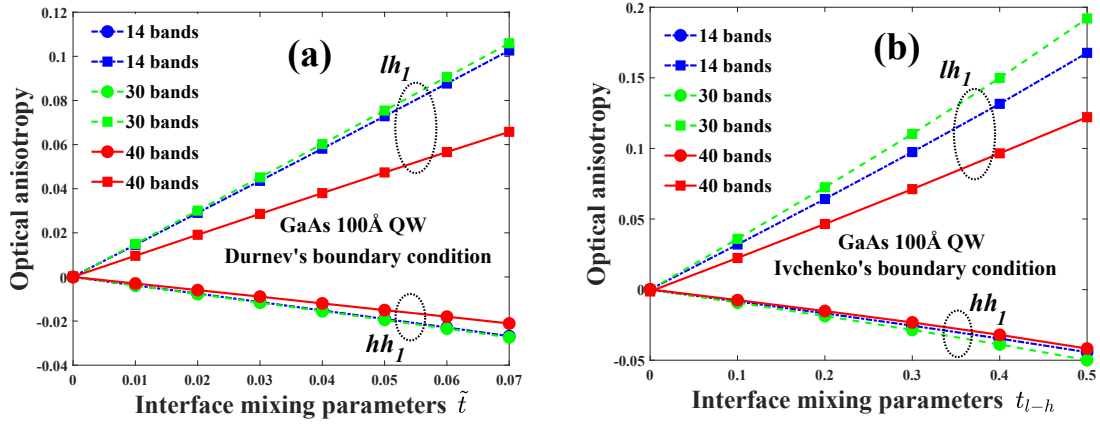 (a)
14 bands
14 bands
30 bands
30 bands
40 bands
40 bands
lh1
hh1
GaAs 100Å QW
Durnev's boundary condition
Optical anisotropy
0.12
0.1
0.08
0.06
0.04
0.02
0
-0.02
-0.04
0 0.01 0.02 0.03 0.04 0.05 0.06 0.07
Interface mixing parameters t̃
(b)
14 bands
14 bands
30 bands
30 bands
40 bands
40 bands
lh1
hh1
GaAs 100Å QW
Ivchenko's boundary condition
Optical anisotropy
0.2
0.15
0.1
0.05
0
-0.05
0 0.1 0.2 0.3 0.4 0.5
Interface mixing parameters t_{l−h}